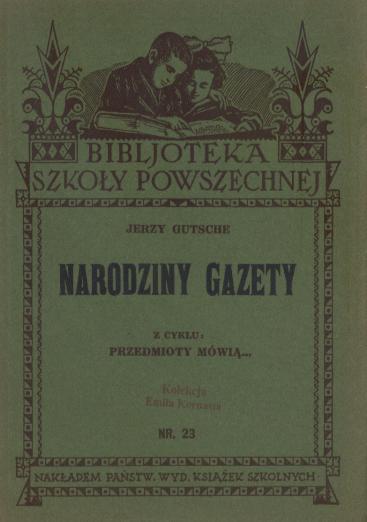 BIBLJOTEKA
SZKOŁY POWSZECHNEJ
JERZY GUTSCHE
NARODZINY GAZETY
Z CYKLU:
PRZEDMIOTY MÓWIĄ...
Kolekcja
Emila Kornasia
NR. 23
NAKŁADEM PAŃSTW. WYD. KSIĄŻEK SZKOLNYCH